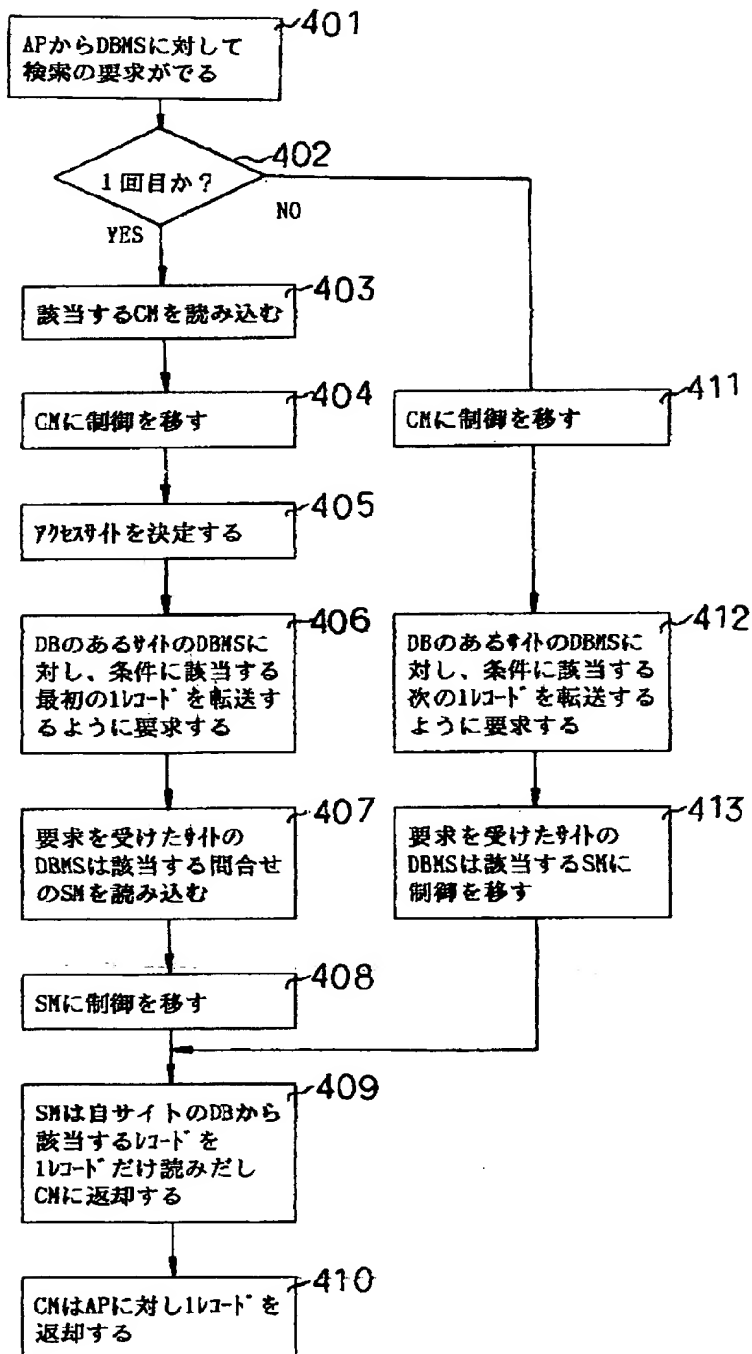 401
APからDBMSに対して
検索の要求がでる
402
1回目か?
NO
YES
403
該当するCMを読み込む
404
CMに制御を移す
411
CMに制御を移す
405
アクセスサイトを決定する
406
DBのあるサイトのDBMSに
対し、条件に該当する
最初の1レコードを転送す
るように要求する
412
DBのあるサイトのDBMSに
対し、条件に該当する
次の1レコードを転送する
ように要求する
407
要求を受けたサイトの
DBMSは該当する問合せ
のSMを読み込む
413
要求を受けたサイトの
DBMSは該当するSMに
制御を移す
408
SMに制御を移す
409
SMは自サイトのDBから
該当するレコードを
1レコードだけ読みだし
CMに返却する
410
CMはAPに対し1レコードを
返却する